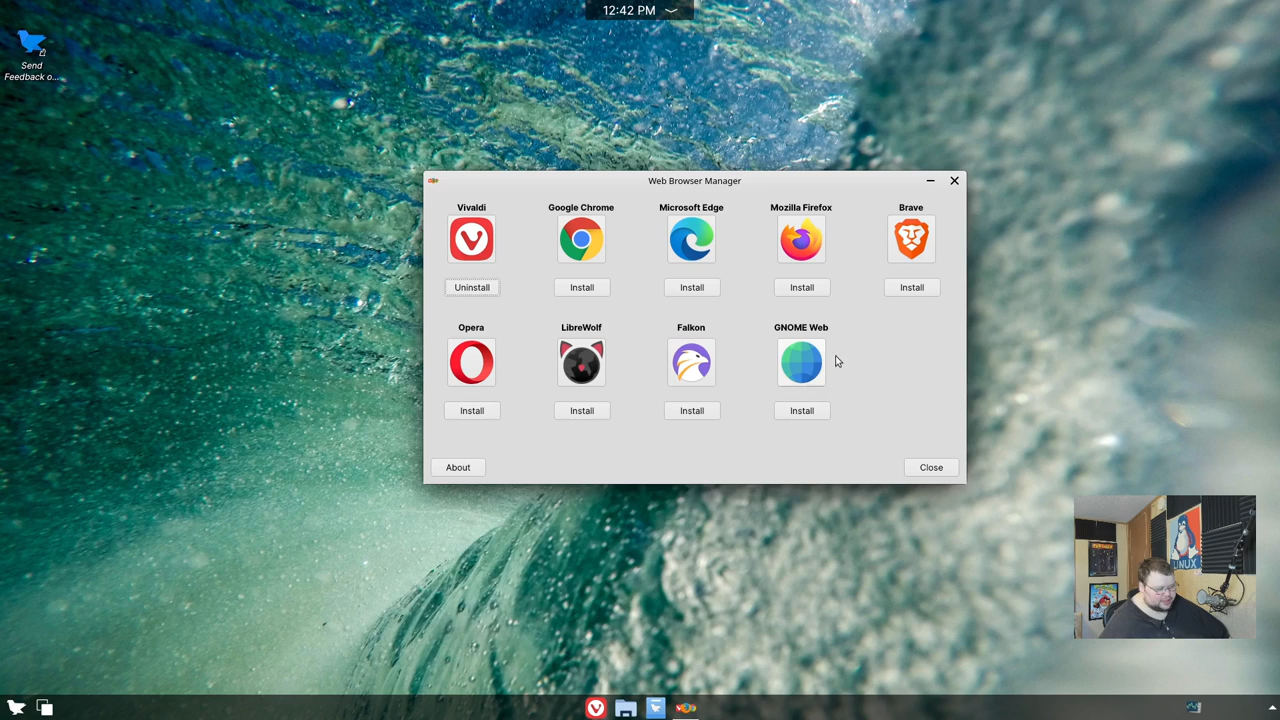 12:42 PM
Send
Feedback o...
Web Browser Manager
Vivaldi
Google Chrome
Microsoft Edge
Mozilla Firefox
Brave
Uninstall
Install
Install
Install
Install
Opera
LibreWolf
Falkon
GNOME Web
Install
Install
Install
Install
About
Close
LINUX